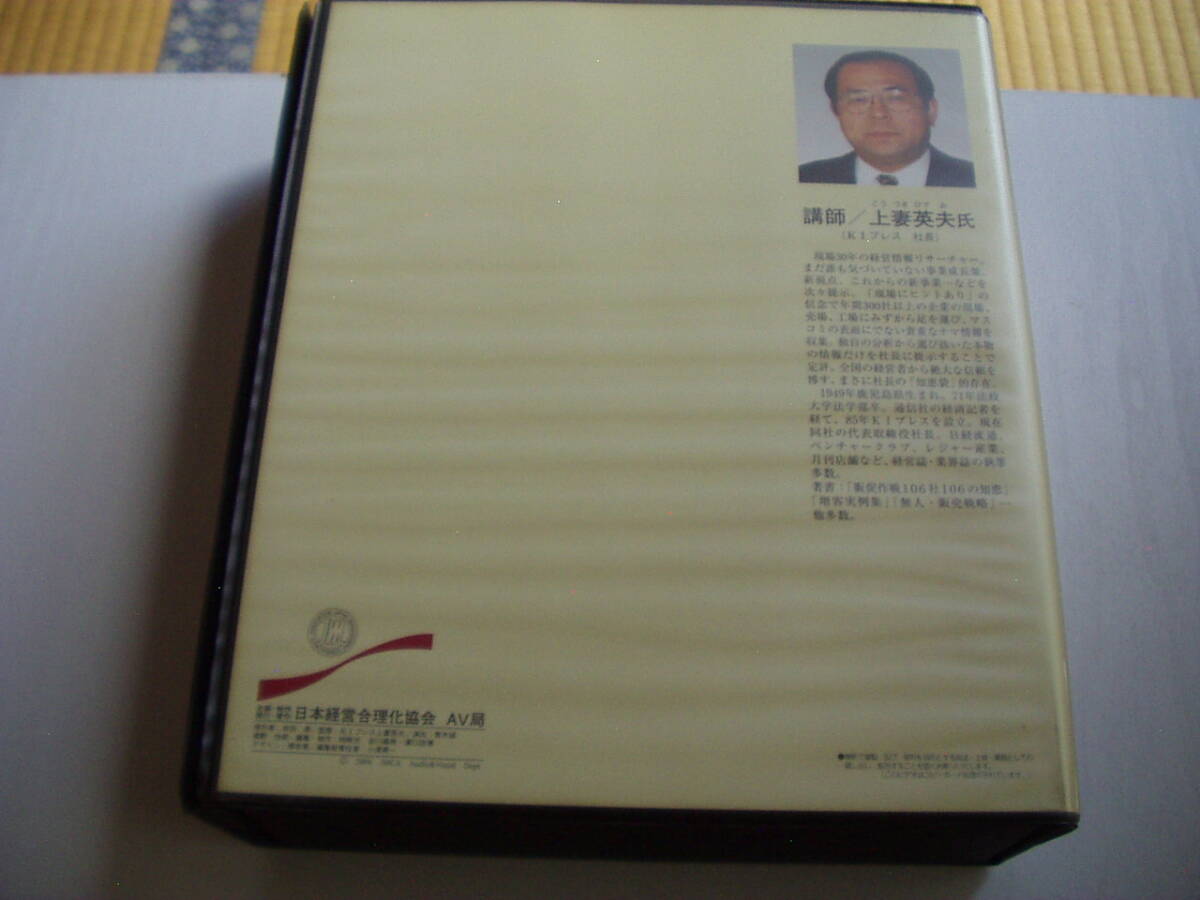 こうつまひでお
講師／上妻英夫氏
（KIプレス 社長）
現場30年の経営情報リサーチャー。
まだ誰も気づいていない事業成長策、
新視点、これからの新事業…などを
次々提示。「現場にヒントあり」の
信念で年間300社以上の企業の現場、
売場、工場にみずから足を運び、マス
コミの表面にでない貴重なナマ情報を
収集。独自の分析から選び抜いた本物
の情報だけを社長に提示することで
定評。全国の経営者から絶大な信頼を
博す、まさに社長の「知恵袋」的存在。
1949年鹿児島県生まれ。71年法政
大学法学部卒。通信社の経済記者を
経て、85年KIプレスを設立。現在
同社の代表取締役社長。日経流通、
ベンチャークラブ、レジャー産業、
月刊店舗など、経営誌・業界誌の執筆
多数。
著書：「販促作戦106社106の知恵」
「増客実例集」「無人・販売戦略」…
他多数。
日本経営合理化協会 AV局